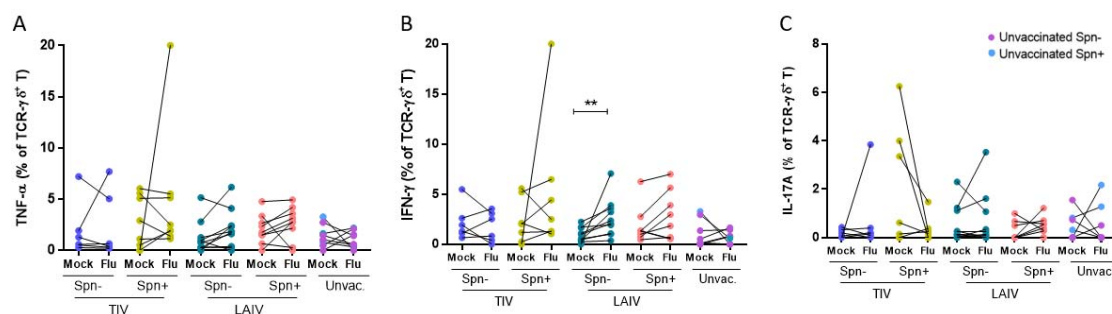 A
TNF-α (% of TCR-γδ⁺ T)
20
15
10
5
0
Mock Flu Mock Flu Mock Flu Mock Flu Mock Flu
Spn- Spn+ Spn- Spn+ Unvac.
TIV LAIV
B
IFN-γ (% of TCR-γδ⁺ T)
20
15
10
5
0
**
Mock Flu Mock Flu Mock Flu Mock Flu Mock Flu
Spn- Spn+ Spn- Spn+ Unvac.
TIV LAIV
C
IL-17A (% of TCR-γδ⁺ T)
8
6
4
2
0
Unvaccinated Spn-
Unvaccinated Spn+
Mock Flu Mock Flu Mock Flu Mock Flu Mock Flu
Spn- Spn+ Spn- Spn+ Unvac
TIV LAIV